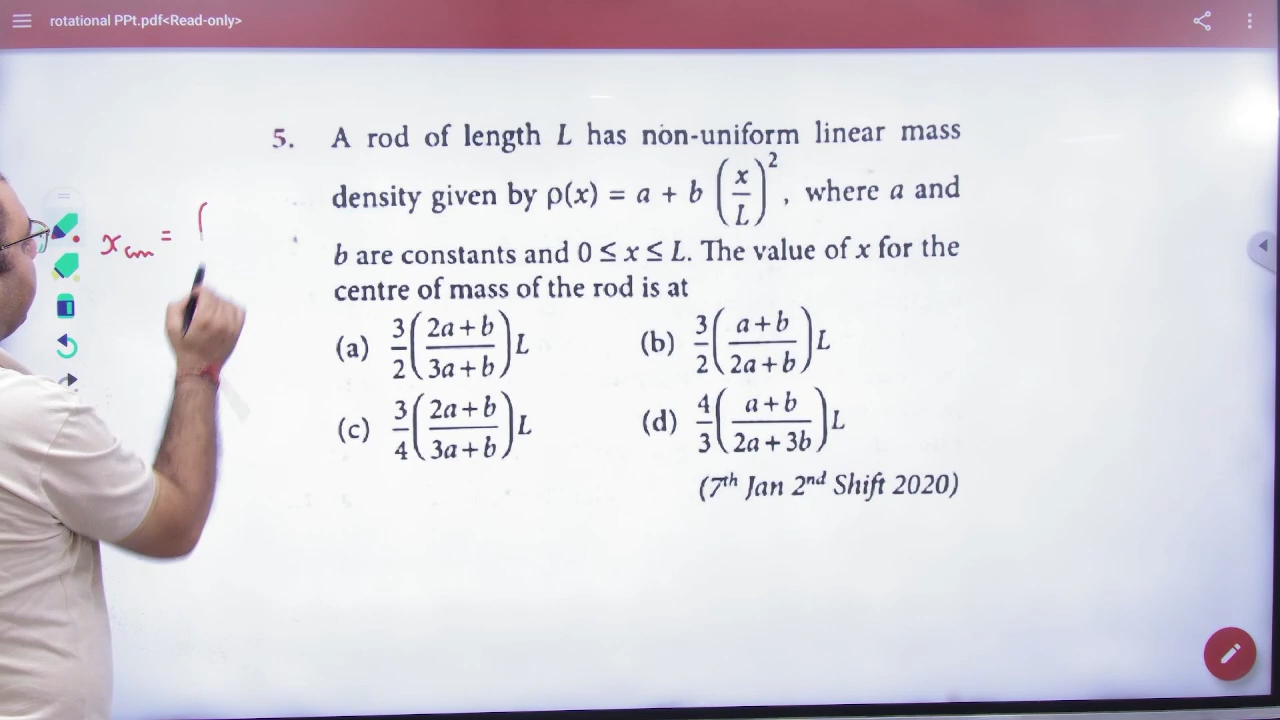 rotational PPt.pdf<Read-only>
5. A rod of length L has non-uniform linear mass
density given by ρ(x) = a + b (x/L)², where a and
b are constants and 0 ≤ x ≤ L. The value of x for the
centre of mass of the rod is at
(a) 3/2 (2a + b / 3a + b) L (b) 3/2 (a + b / 2a + b) L
(c) 3/4 (2a + b / 3a + b) L (d) 4/3 (a + b / 2a + 3b) L
(7th Jan 2nd Shift 2020)
x cm =